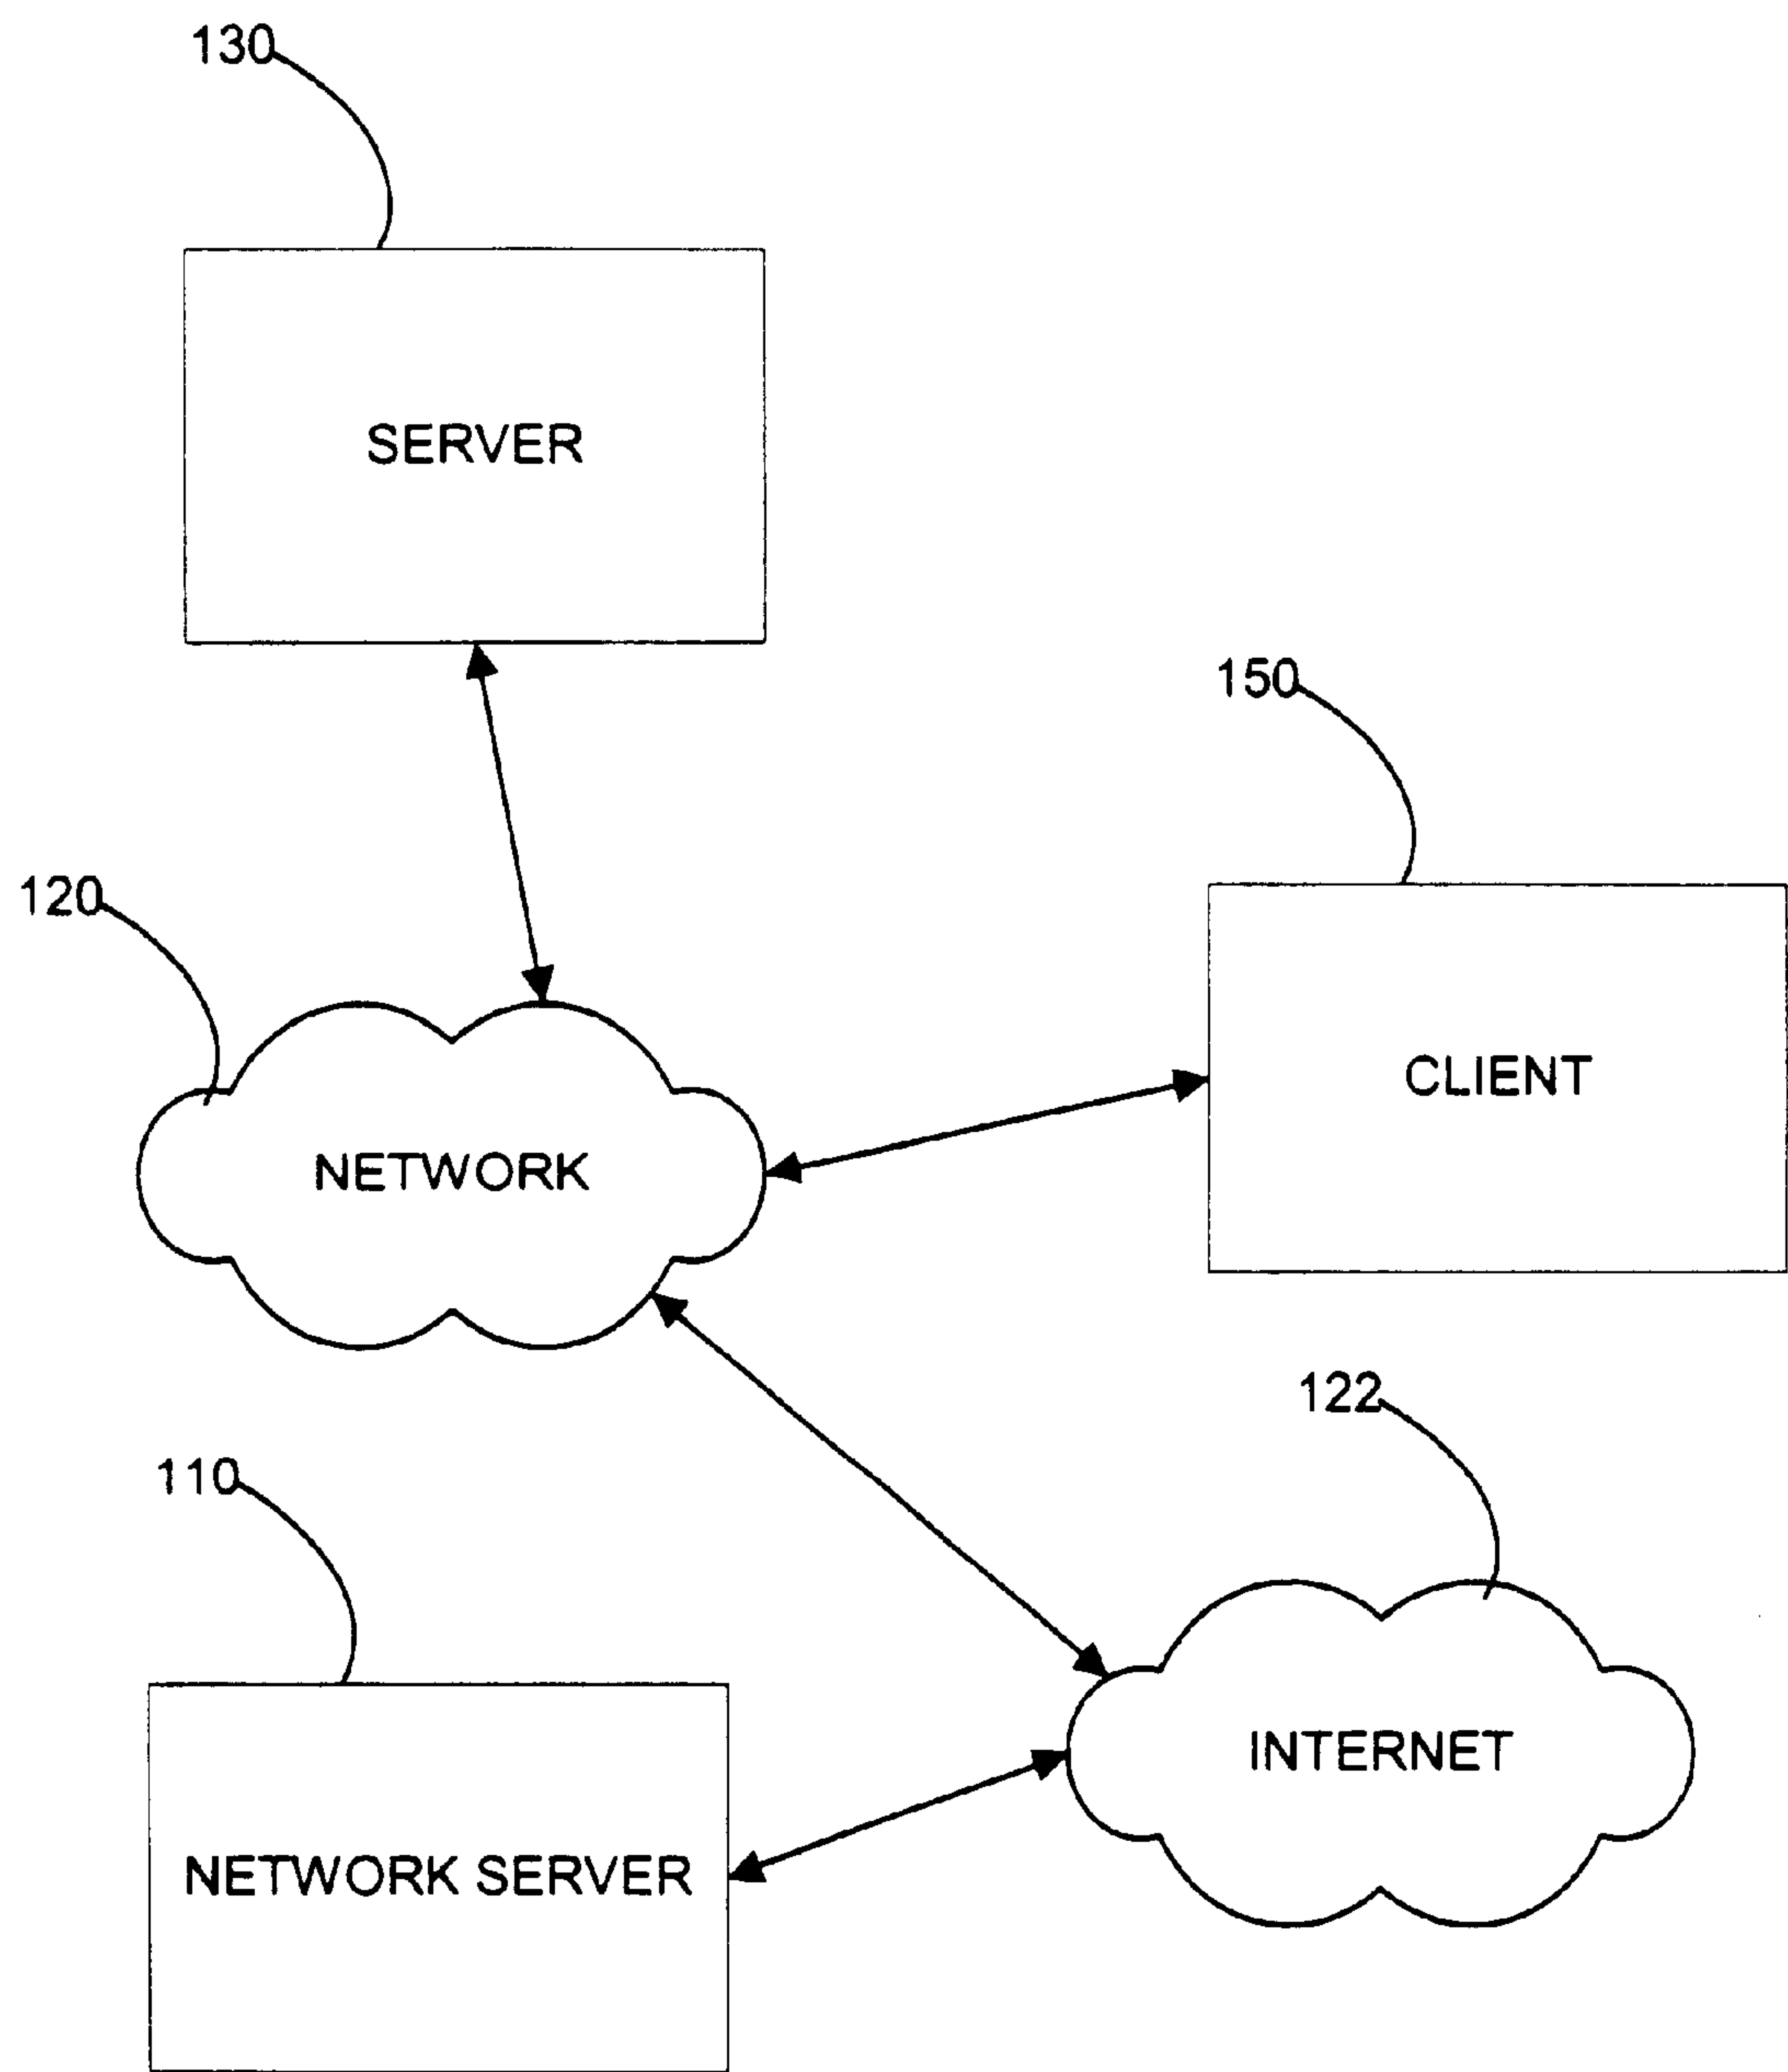 130
SERVER
150
120
CLIENT
NETWORK
122
110
INTERNET
NETWORK SERVER